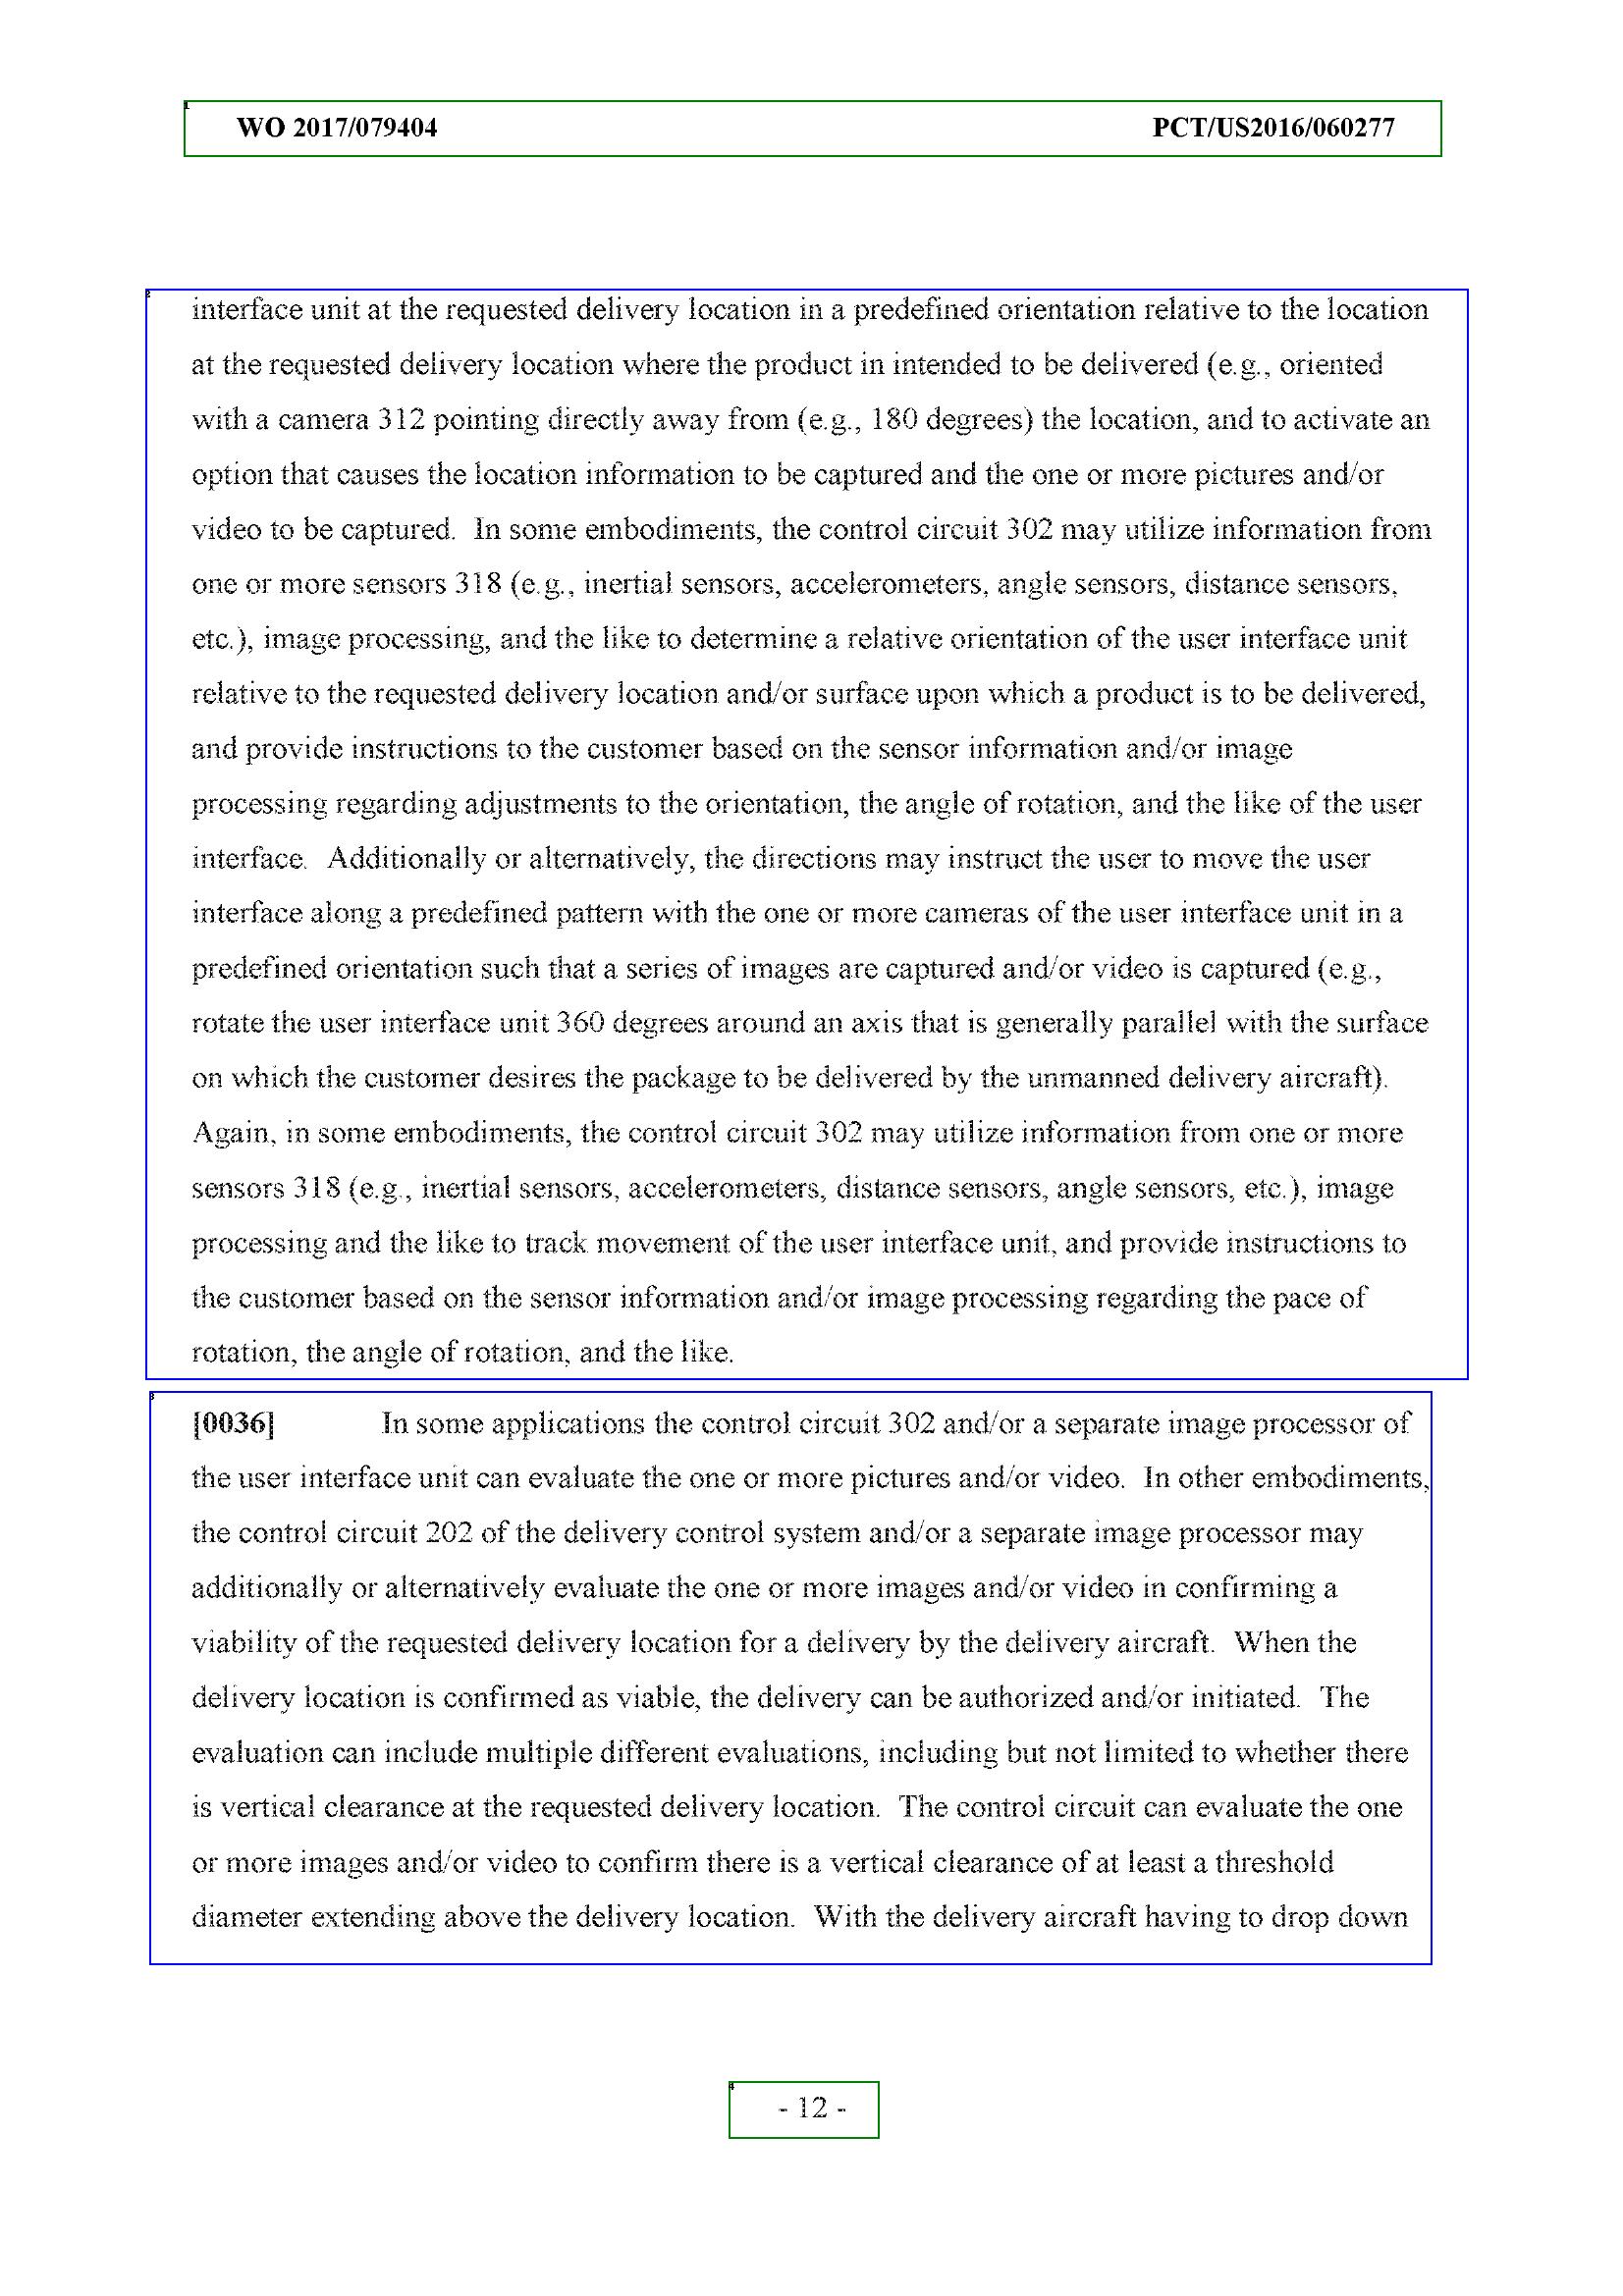 WO 2017/079404 PCT/US2016/060277
interface unit at the requested delivery location in a predefined orientation relative to the location
at the requested delivery location where the product in intended to be delivered (e.g., oriented
with a camera 312 pointing directly away from (e.g., 180 degrees) the location, and to activate an
option that causes the location information to be captured and the one or more pictures and/or
video to be captured. In some embodiments, the control circuit 302 may utilize information from
one or more sensors 318 (e.g., inertial sensors, accelerometers, angle sensors, distance sensors,
etc.), image processing, and the like to determine a relative orientation of the user interface unit
relative to the requested delivery location and/or surface upon which a product is to be delivered,
and provide instructions to the customer based on the sensor information and/or image
processing regarding adjustments to the orientation, the angle of rotation, and the like of the user
interface. Additionally or alternatively, the directions may instruct the user to move the user
interface along a predefined pattern with the one or more cameras of the user interface unit in a
predefined orientation such that a series of images are captured and/or video is captured (e.g.,
rotate the user interface unit 360 degrees around an axis that is generally parallel with the surface
on which the customer desires the package to be delivered by the unmanned delivery aircraft).
Again, in some embodiments, the control circuit 302 may utilize information from one or more
sensors 318 (e.g., inertial sensors, accelerometers, distance sensors, angle sensors, etc.), image
processing and the like to track movement of the user interface unit, and provide instructions to
the customer based on the sensor information and/or image processing regarding the pace of
rotation, the angle of rotation, and the like.
[0036] In some applications the control circuit 302 and/or a separate image processor of
the user interface unit can evaluate the one or more pictures and/or video. In other embodiments,
the control circuit 202 of the delivery control system and/or a separate image processor may
additionally or alternatively evaluate the one or more images and/or video in confirming a
viability of the requested delivery location for a delivery by the delivery aircraft. When the
delivery location is confirmed as viable, the delivery can be authorized and/or initiated. The
evaluation can include multiple different evaluations, including but not limited to whether there
is vertical clearance at the requested delivery location. The control circuit can evaluate the one
or more images and/or video to confirm there is a vertical clearance of at least a threshold
diameter extending above the delivery location. With the delivery aircraft having to drop down
- 12 -